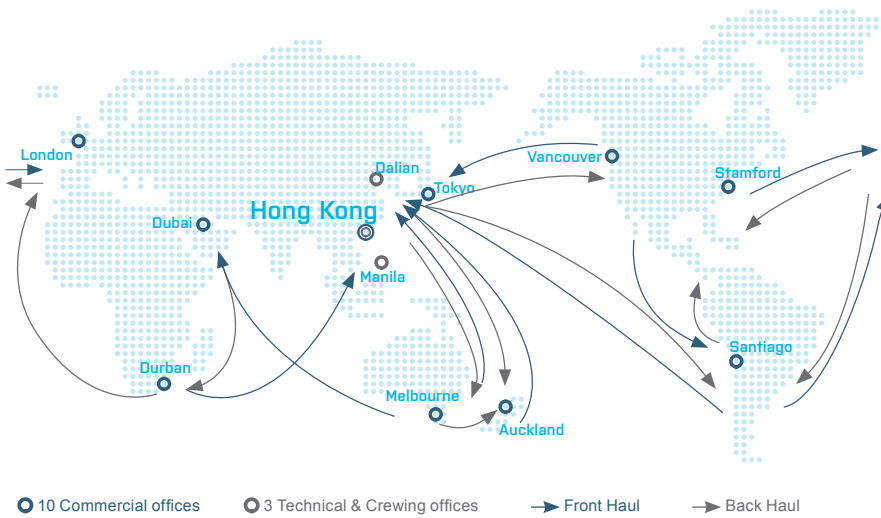 London
Dalian
Vancouver
Tokyo
Stamford
Hong Kong
Dubai
Manila
Santiago
Durban
Melbourne
Auckland
10 Commercial offices
3 Technical & Crewing offices
Front Haul
Back Haul